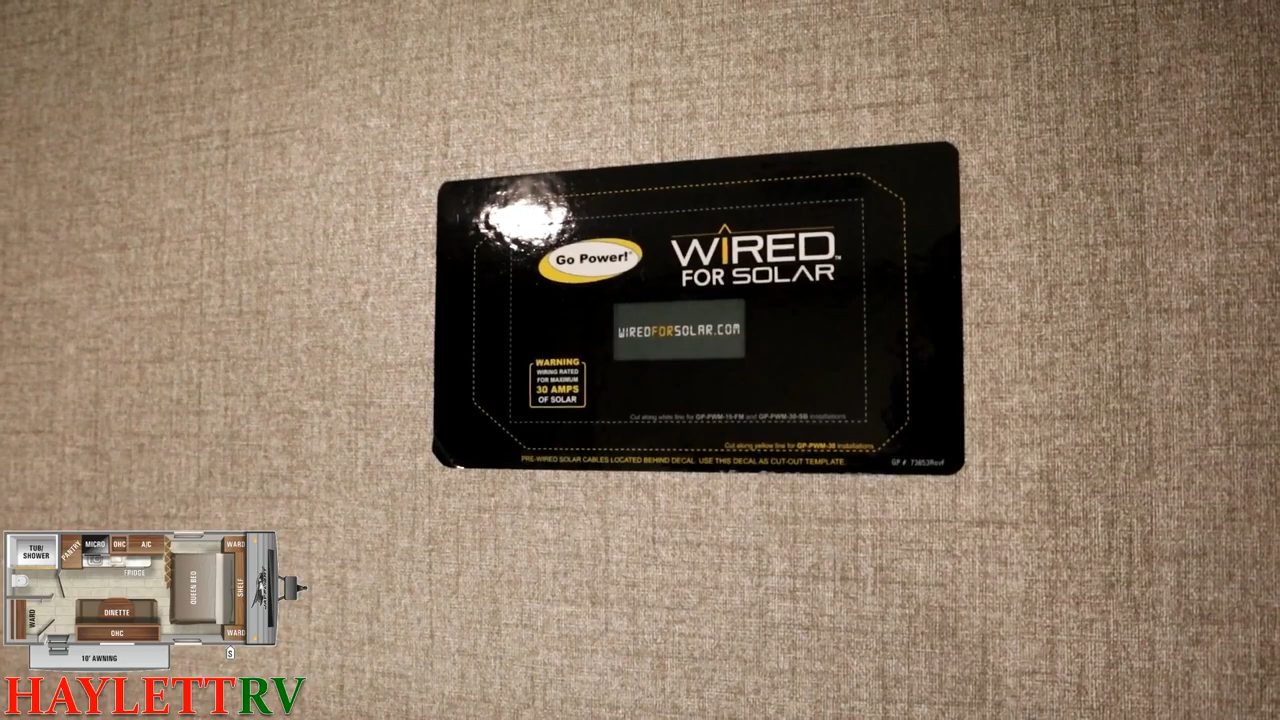 Go Power!
WiRED™
FOR SOLAR
WIREDFORSOLAR.COM
WARNING
WIRING RATED
FOR MAXIMUM
30 AMPS
OF SOLAR
Cut along white line for GP-PWM-10-FM and GP-PWM-30-SB installations
Cut along yellow line for GP-PWM-30 installations
PRE-WIRED SOLAR CABLES LOCATED BEHIND DECAL. USE THIS DECAL AS CUT-OUT TEMPLATE.
GP # 73053RevF
TUB/
SHOWER
PANTRY
MICRO
OHC
A/C
WARD
FRIDGE
QUEEN BED
SHELF
WARD
DINETTE
OHC
WARD
S
10' AWNING
HAYLETTRV